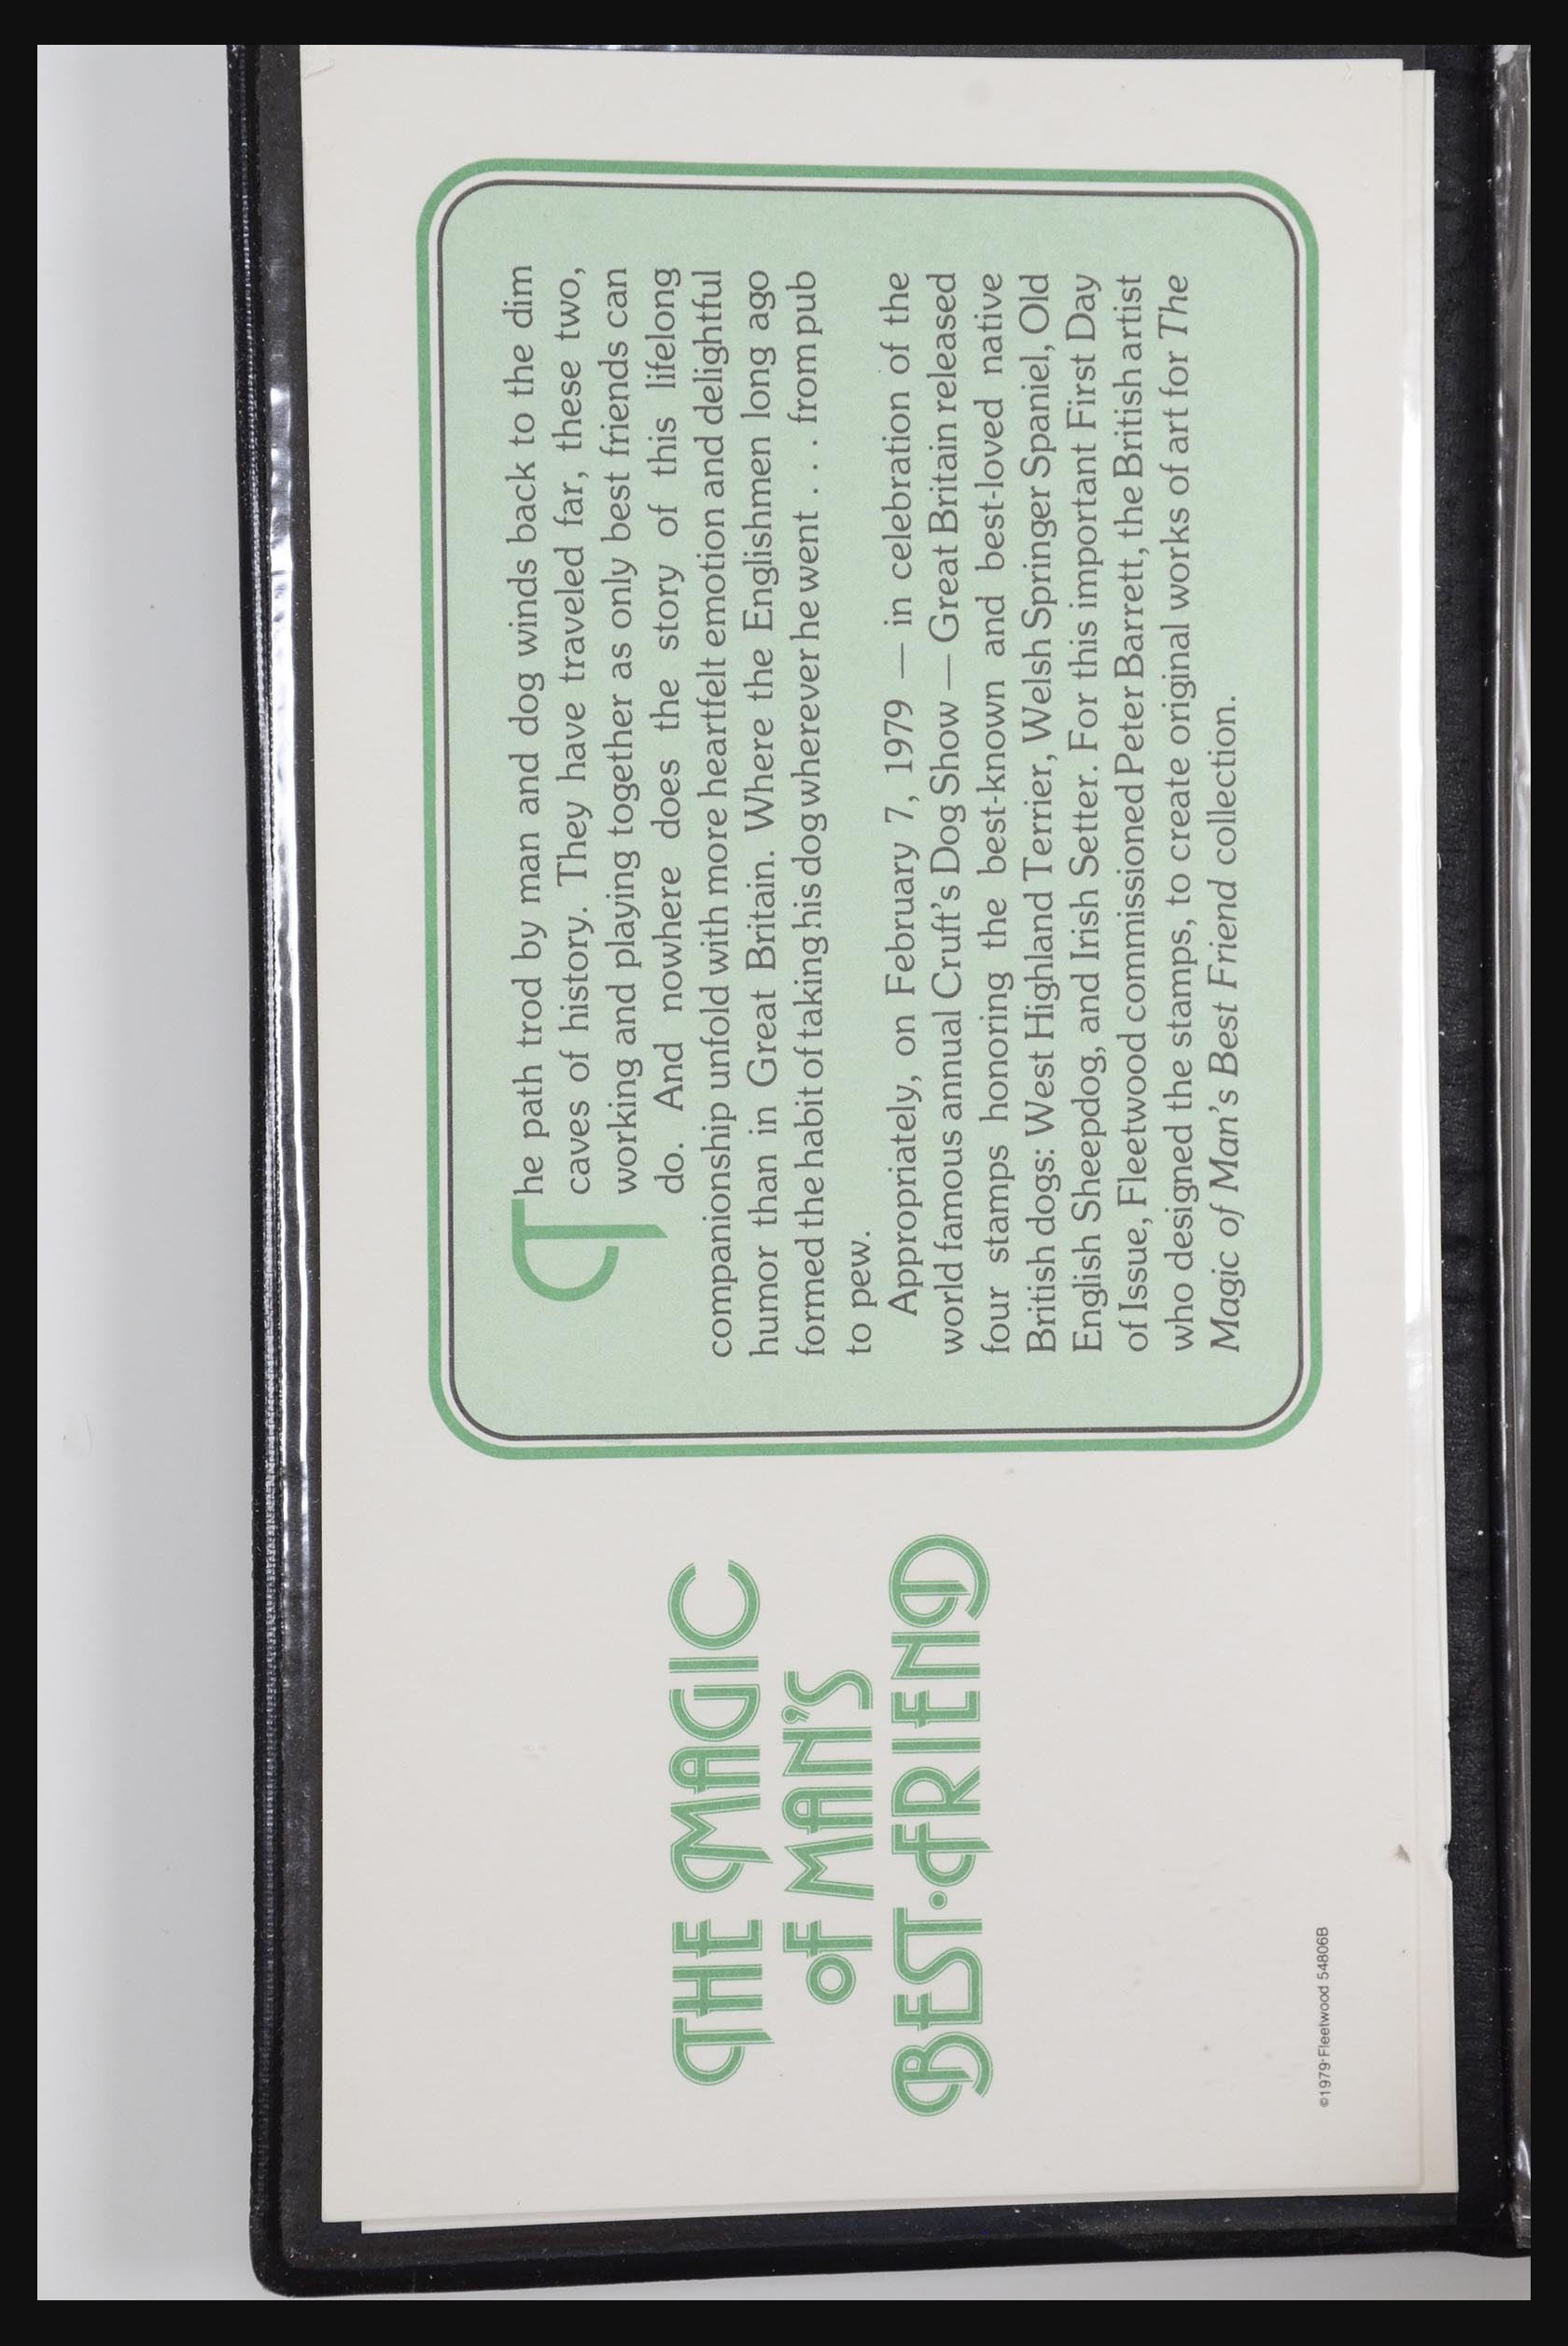 THE MAGIC
OF MAN'S
BEST·FRIEND
The path trod by man and dog winds back to the dim
caves of history. They have traveled far, these two,
working and playing together as only best friends can
do. And nowhere does the story of this lifelong
companionship unfold with more heartfelt emotion and delightful
humor than in Great Britain. Where the Englishmen long ago
formed the habit of taking his dog wherever he went . . . from pub
to pew.
Appropriately, on February 7, 1979 — in celebration of the
world famous annual Cruft's Dog Show — Great Britain released
four stamps honoring the best-known and best-loved native
British dogs: West Highland Terrier, Welsh Springer Spaniel, Old
English Sheepdog, and Irish Setter. For this important First Day
of Issue, Fleetwood commissioned Peter Barrett, the British artist
who designed the stamps, to create original works of art for The
Magic of Man's Best Friend collection.
©1979·Fleetwood 54806B